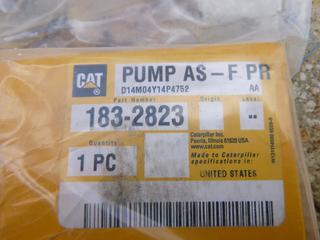 CAT
PUMP AS-F PR
D14M04Y14P4752 AA
Part Number Origin Level
183-2823 --
Quantity
1 PC
Caterpillar Inc.
Peoria, Illinois 61629 USA
www.cat.com
Made to Caterpillar
specifications in:
UNITED STATES